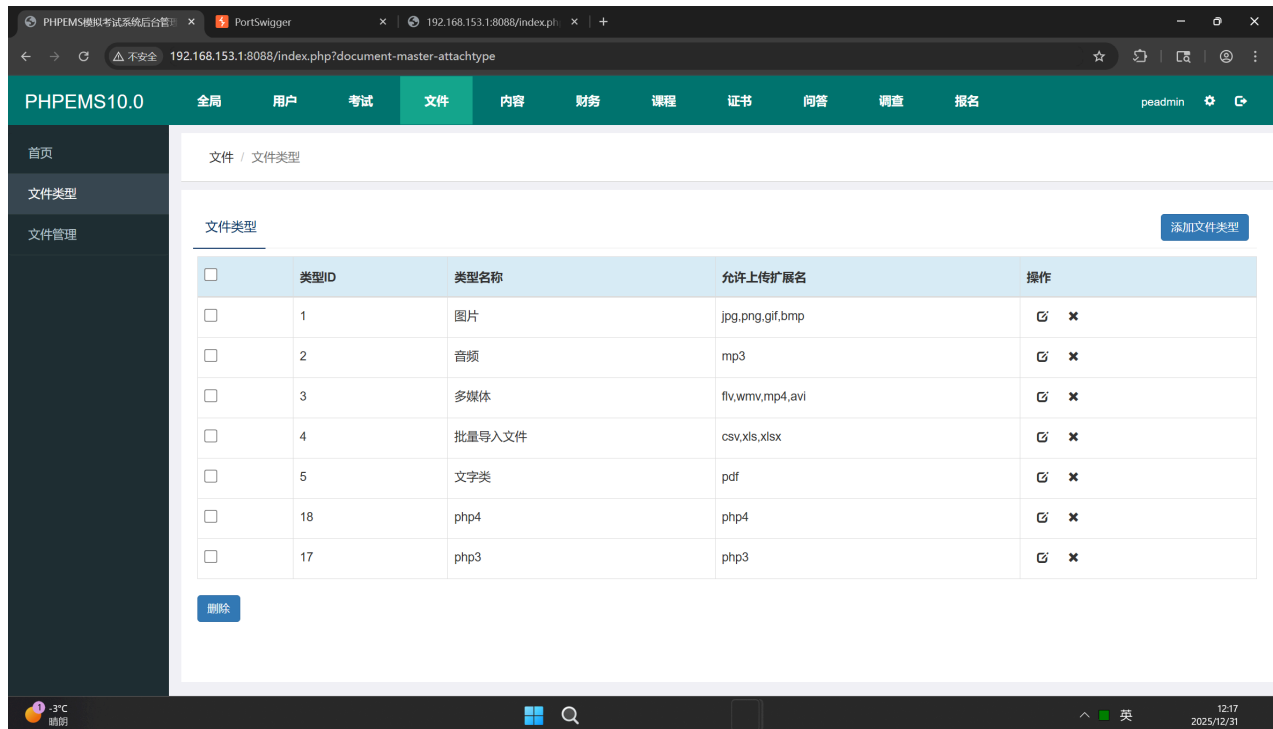 PHPEMS模拟考试系统后台管理
PortSwigger
192.168.153.1:8088/index.ph
不安全 192.168.153.1:8088/index.php?document-master-attachtype
PHPEMS10.0 全局 用户 考试 文件 内容 财务 课程 证书 问答 调查 报名 peadmin
首页
文件类型
文件管理
文件 / 文件类型
文件类型
添加文件类型
类型ID 类型名称 允许上传扩展名 操作
1 图片 jpg,png,gif,bmp
2 音频 mp3
3 多媒体 flv,wmv,mp4,avi
4 批量导入文件 csv,xls,xlsx
5 文字类 pdf
18 php4 php4
17 php3 php3
删除
1
-3°C
晴朗
英
12:17
2025/12/31